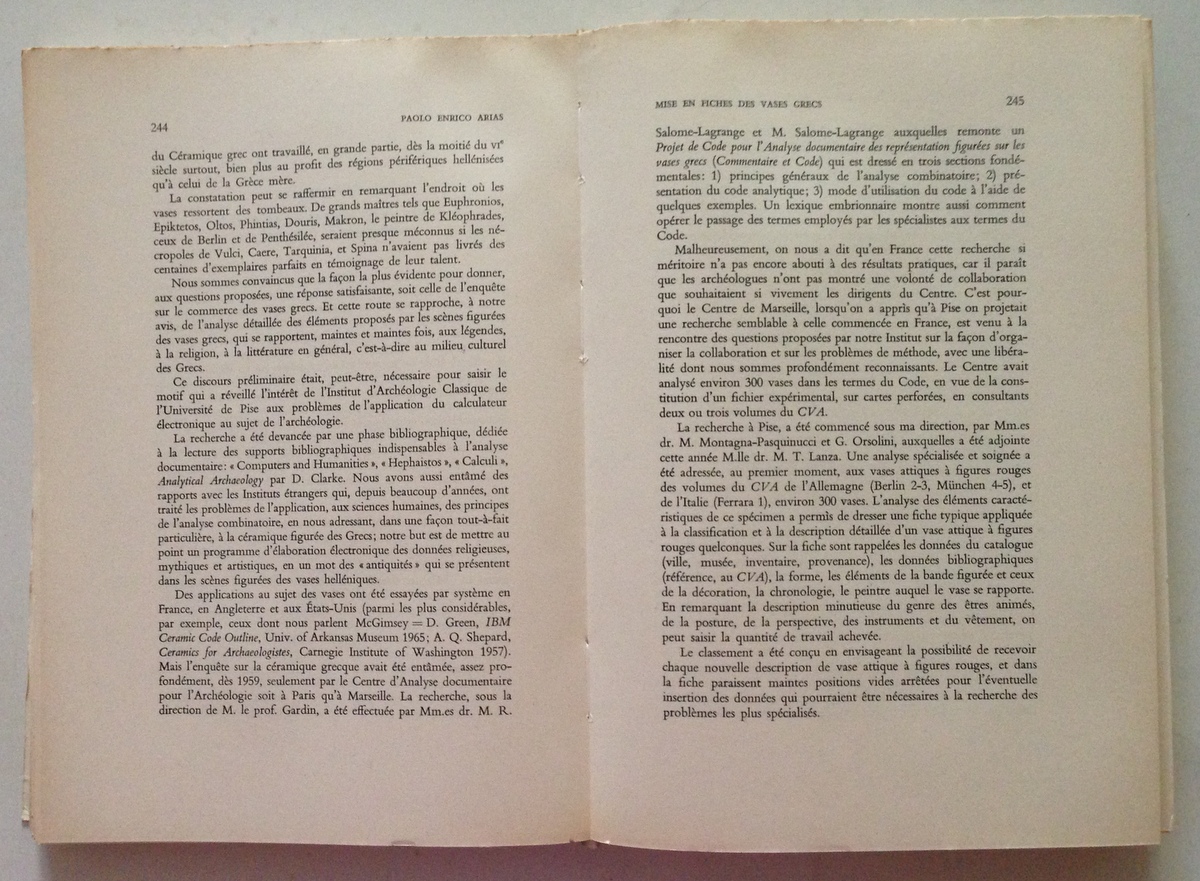 244
PAOLO ENRICO ARIAS
du Céramique grec ont travaillé, en grande partie, dès la moitié du VIe
siècle surtout, bien plus au profit des régions périfériques hellénisées
qu'à celui de la Grèce mère.
La constatation peut se raffermir en remarquant l'endroit où les
vases ressortent des tombeaux. De grands maîtres tels que Euphronios,
Epiktetos, Oltos, Phintias, Douris, Makron, le peintre de Kléophrades,
ceux de Berlin et de Penthésilée, seraient presque méconnus si les né-
cropoles de Vulci, Caere, Tarquinia, et Spina n'avaient pas livrés des
centaines d'exemplaires parfaits en témoignage de leur talent.
Nous sommes convaincus que la façon la plus évidente pour donner,
aux questions proposées, une réponse satisfaisante, soit celle de l'enquête
sur le commerce des vases grecs. Et cette route se rapproche, à notre
avis, de l'analyse détaillée des éléments proposés par les scènes figurées
des vases grecs, qui se rapportent, maintes et maintes fois, aux légendes,
à la religion, à la littérature en général, c'est-à-dire au milieu culturel
des Grecs.
Ce discours préliminaire était, peut-être, nécessaire pour saisir le
motif qui a réveillé l'intérêt de l'Institut d'Archéologie Classique de
l'Université de Pise aux problèmes de l'application du calculateur
électronique au sujet de l'archéologie.
La recherche a été devancée par une phase bibliographique, dédiée
à la lecture des supports bibliographiques indispensables à l'analyse
documentaire: « Computers and Humanities », « Hephaistos », « Calculi »,
Analytical Archaeology par D. Clarke. Nous avons aussi entâmé des
rapports avec les Instituts étrangers qui, depuis beaucoup d'années, ont
traité les problèmes de l'application, aux sciences humaines, des principes
de l'analyse combinatoire, en nous adressant, dans une façon tout-à-fait
particulière, à la céramique figurée des Grecs; notre but est de mettre au
point un programme d'élaboration électronique des données religieuses,
mythiques et artistiques, en un mot des « antiquités » qui se présentent
dans les scènes figurées des vases helléniques.
Des applications au sujet des vases ont été essayées par système en
France, en Angleterre et aux États-Unis (parmi les plus considérables,
par exemple, ceux dont nous parlent McGimsey = D. Green, IBM
Ceramic Code Outline, Univ. of Arkansas Museum 1965; A. Q. Shepard,
Ceramics for Archaeologistes, Carnegie Institute of Washington 1957).
Mais l'enquête sur la céramique grecque avait été entâmée, assez pro-
fondément, dès 1959, seulement par le Centre d'Analyse documentaire
pour l'Archéologie soit à Paris qu'à Marseille. La recherche, sous la
direction de M. le prof. Gardin, a été effectuée par Mm.es dr. M. R.
MISE EN FICHES DES VASES GRECS
245
Salome-Lagrange et M. Salome-Lagrange auxquelles remonte un
Projet de Code pour l'Analyse documentaire des représentation figurées sur les
vases grecs (Commentaire et Code) qui est dressé en trois sections fondé-
mentales: 1) principes généraux de l'analyse combinatoire; 2) pré-
sentation du code analytique; 3) mode d'utilisation du code à l'aide de
quelques exemples. Un lexique embrionnaire montre aussi comment
opérer le passage des termes employés par les spécialistes aux termes du
Code.
Malheureusement, on nous a dit qu'en France cette recherche si
méritoire n'a pas encore abouti à des résultats pratiques, car il paraît
que les archéologues n'ont pas montré une volonté de collaboration
que souhaitaient si vivement les dirigents du Centre. C'est pour-
quoi le Centre de Marseille, lorsqu'on a appris qu'à Pise on projetait
une recherche semblable à celle commencée en France, est venu à la
rencontre des questions proposées par notre Institut sur la façon d'orga-
niser la collaboration et sur les problèmes de méthode, avec une libéra-
lité dont nous sommes profondément reconnaissants. Le Centre avait
analysé environ 300 vases dans les termes du Code, en vue de la cons-
titution d'un fichier expérimental, sur cartes perforées, en consultants
deux ou trois volumes du CVA.
La recherche à Pise, a été commencé sous ma direction, par Mm.es
dr. M. Montagna-Pasquinucci et G. Orsolini, auxquelles a été adjointe
cette année M.lle dr. M. T. Lanza. Une analyse spécialisée et soignée a
été adressée, au premier moment, aux vases attiques à figures rouges
des volumes du CVA de l'Allemagne (Berlin 2-3, München 4-5), et
de l'Italie (Ferrara 1), environ 300 vases. L'analyse des éléments caracté-
ristiques de ce spécimen a permìs de dresser une fiche typique appliquée
à la classification et à la description détaillée d'un vase attique à figures
rouges quelconques. Sur la fiche sont rappelées les données du catalogue
(ville, musée, inventaire, provenance), les données bibliographiques
(référence, au CVA), la forme, les éléments de la bande figurée et ceux
de la décoration, la chronologie, le peintre auquel le vase se rapporte.
En remarquant la description minutieuse du genre des êtres animés,
de la posture, de la perspective, des instruments et du vêtement, on
peut saisir la quantité de travail achevée.
Le classement a été conçu en envisageant la possibilité de recevoir
chaque nouvelle description de vase attique à figures rouges, et dans
la fiche paraissent maintes positions vides arrêtées pour l'éventuelle
insertion des données qui pourraient être nécessaires à la recherche des
problèmes les plus spécialisés.